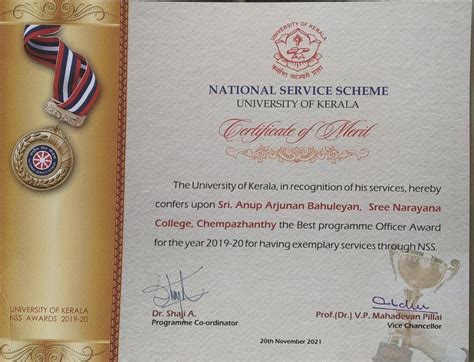 UNIVERSITY OF KERALA
NATIONAL SERVICE SCHEME
UNIVERSITY OF KERALA
Certificate of Merit
The University of Kerala, in recognition of his services, hereby
confers upon Sri. Anup Arjunan Bahuleyan, Sree Narayana
College, Chempazhanthy the Best programme Officer Award
for the year 2019-20 for having exemplary services through NSS.
Dr. Shaji A.
Programme Co-ordinator
Prof.(Dr.) V.P. Mahadevan Pillai
Vice Chancellor
20th November 2021
UNIVERSITY OF KERALA
NSS AWARDS 2019-20